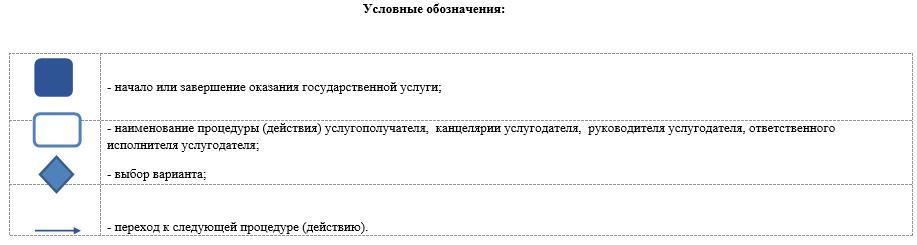 Условные обозначения:
- начало или завершение оказания государственной услуги;
- наименование процедуры (действия) услугополучателя, канцелярии услугодателя, руководителя услугодателя, ответственного
исполнителя услугодателя;
- выбор варианта;
- переход к следующей процедуре (действию).